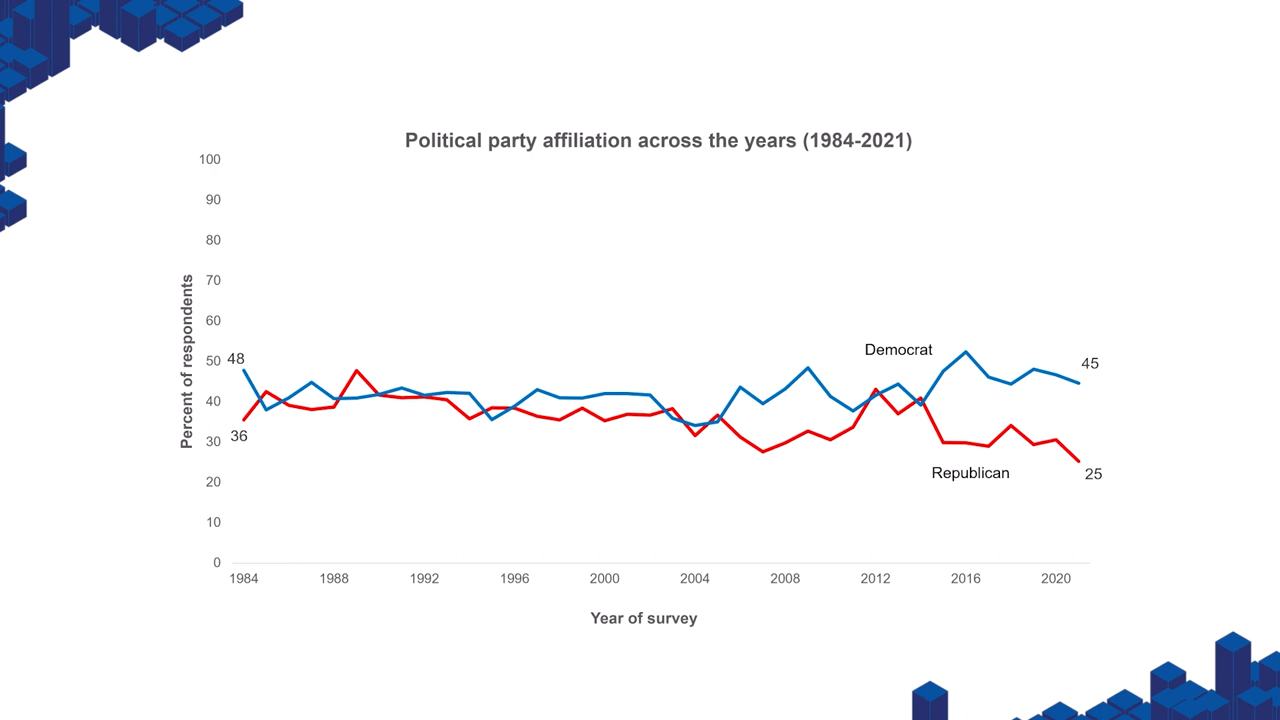 Political party affiliation across the years (1984-2021)
100
90
80
70
60
50
40
30
20
10
0
Percent of respondents
48
36
Democrat
45
Republican
25
1984 1988 1992 1996 2000 2004 2008 2012 2016 2020
Year of survey